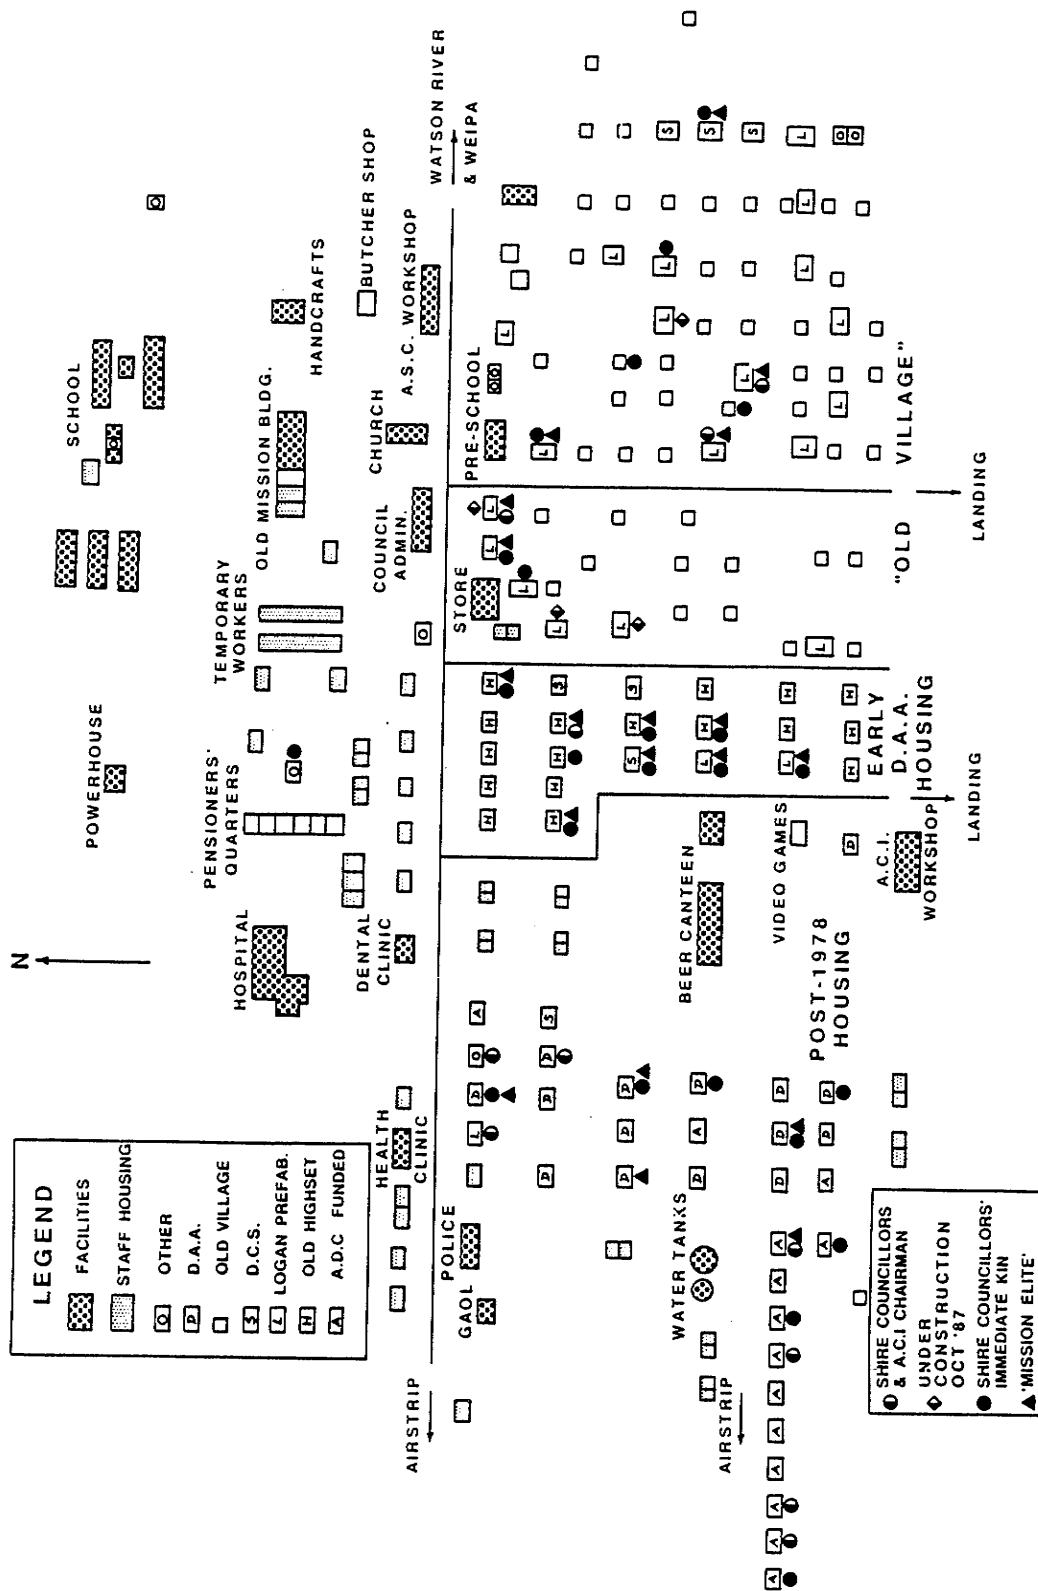 N
POWERHOUSE
SCHOOL
O
O
LEGEND
FACILITIES
STAFF HOUSING
O OTHER
D D.A.A.
OLD VILLAGE
S D.C.S.
L LOGAN PREFAB.
H OLD HIGHSET
A A.D.C FUNDED
HOSPITAL
PENSIONERS'
QUARTERS
O
TEMPORARY
WORKERS
OLD MISSION BLDG.
HANDCRAFTS
BUTCHER SHOP
HEALTH
CLINIC
DENTAL
CLINIC
COUNCIL
ADMIN.
O
CHURCH
A.S.C. WORKSHOP
WATSON RIVER
& WEIPA
AIRSTRIP
POLICE
GAOL
STORE
PRE-SCHOOL
L D O A H H H H H L L O O L
D D D S H H H H S L L L
D D D S H S L L
D A D L H H L L L L S S S
WATER TANKS
BEER CANTEEN
AIRSTRIP
VIDEO GAMES
A A A A A A A A A A D D D L H H L L L L
A A D D D H H H L L L O O
POST-1978
HOUSING
A.C.I.
WORKSHOP
EARLY
D.A.A.
HOUSING
"OLD
VILLAGE"
LANDING
LANDING
SHIRE COUNCILLORS
& A.C.I CHAIRMAN
UNDER
CONSTRUCTION
OCT '87
SHIRE COUNCILLORS'
IMMEDIATE KIN
'MISSION ELITE'